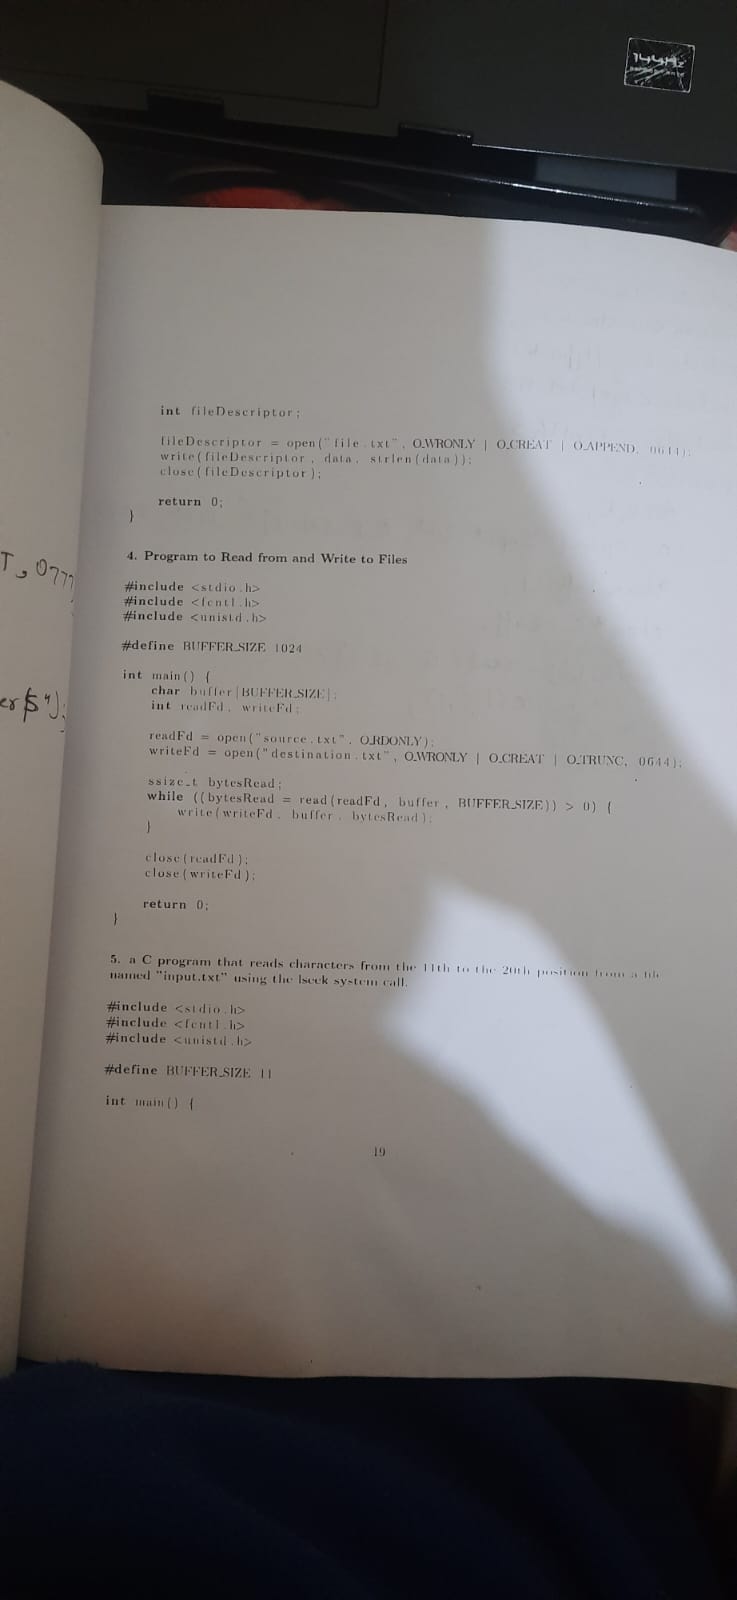 144Hz
int fileDescriptor;
fileDescriptor = open("file.txt", O_WRONLY | O_CREAT | O_APPEND, 0644);
write(fileDescriptor, data, strlen(data));
close(fileDescriptor);
return 0;
}
T, 0777
4. Program to Read from and Write to Files
#include <stdio.h>
#include <fcntl.h>
#include <unistd.h>
#define BUFFER_SIZE 1024
int main() {
char buffer[BUFFER_SIZE];
int readFd, writeFd;
readFd = open("source.txt", O_RDONLY);
writeFd = open("destination.txt", O_WRONLY | O_CREAT | O_TRUNC, 0644);
ssize_t bytesRead;
while ((bytesRead = read(readFd, buffer, BUFFER_SIZE)) > 0) {
write(writeFd, buffer, bytesRead);
}
close(readFd);
close(writeFd);
return 0;
}
5. a C program that reads characters from the 11th to the 20th position from a file
named "input.txt" using the lseek system call.
#include <stdio.h>
#include <fcntl.h>
#include <unistd.h>
#define BUFFER_SIZE 11
int main() {
19